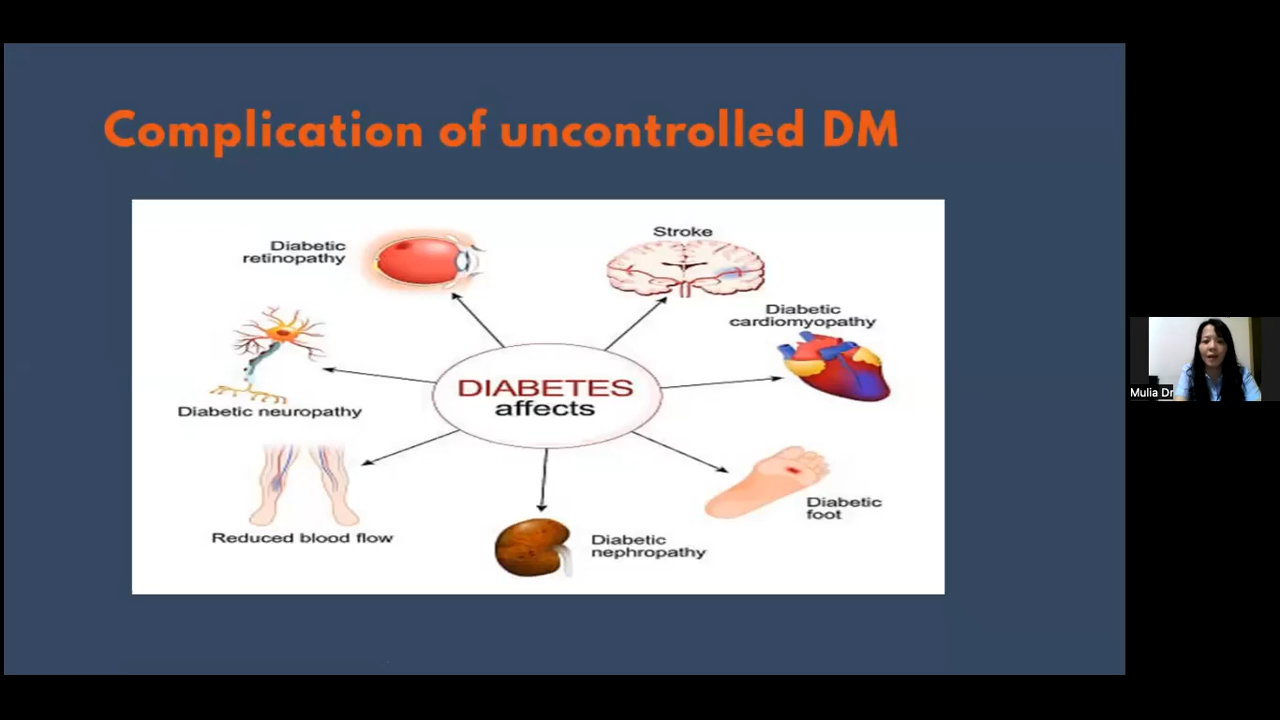 Complication of uncontrolled DM
Diabetic
retinopathy
Stroke
Diabetic
cardiomyopathy
Diabetic neuropathy
DIABETES
affects
Diabetic
foot
Reduced blood flow
Diabetic
nephropathy
Mulia Dr